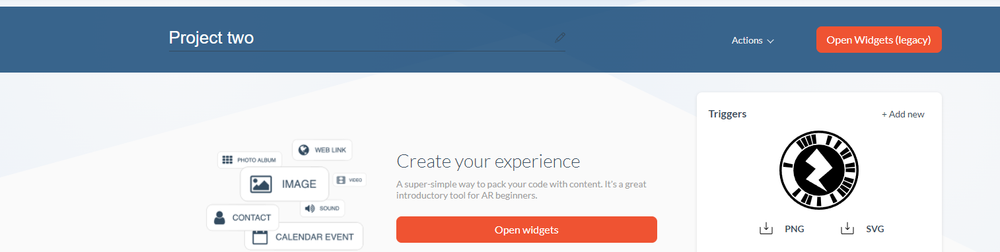 Project two
Actions
Open Widgets (legacy)
Triggers
+ Add new
WEB LINK
PHOTO ALBUM
IMAGE
VIDEO
SOUND
CONTACT
CALENDAR EVENT
Create your experience
A super-simple way to pack your code with content. It's a great
introductory tool for AR beginners.
Open widgets
PNG
SVG